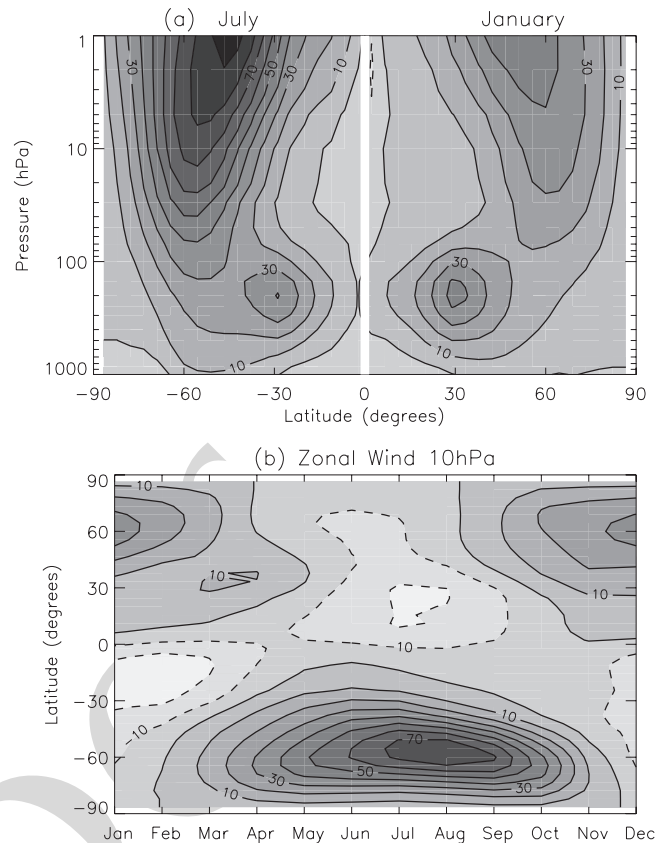 (a) July January
1
10
100
1000
Pressure (hPa)
30 70 50 30 10 30 10
30 30
10 10
−90 −60 −30 0 30 60 90
Latitude (degrees)
(b) Zonal Wind 10hPa
90
60
30
0
−30
−60
−90
Latitude (degrees)
10
10
10
10
10
10
70
50
30 30
10
Jan Feb Mar Apr May Jun Jul Aug Sep Oct Nov Dec